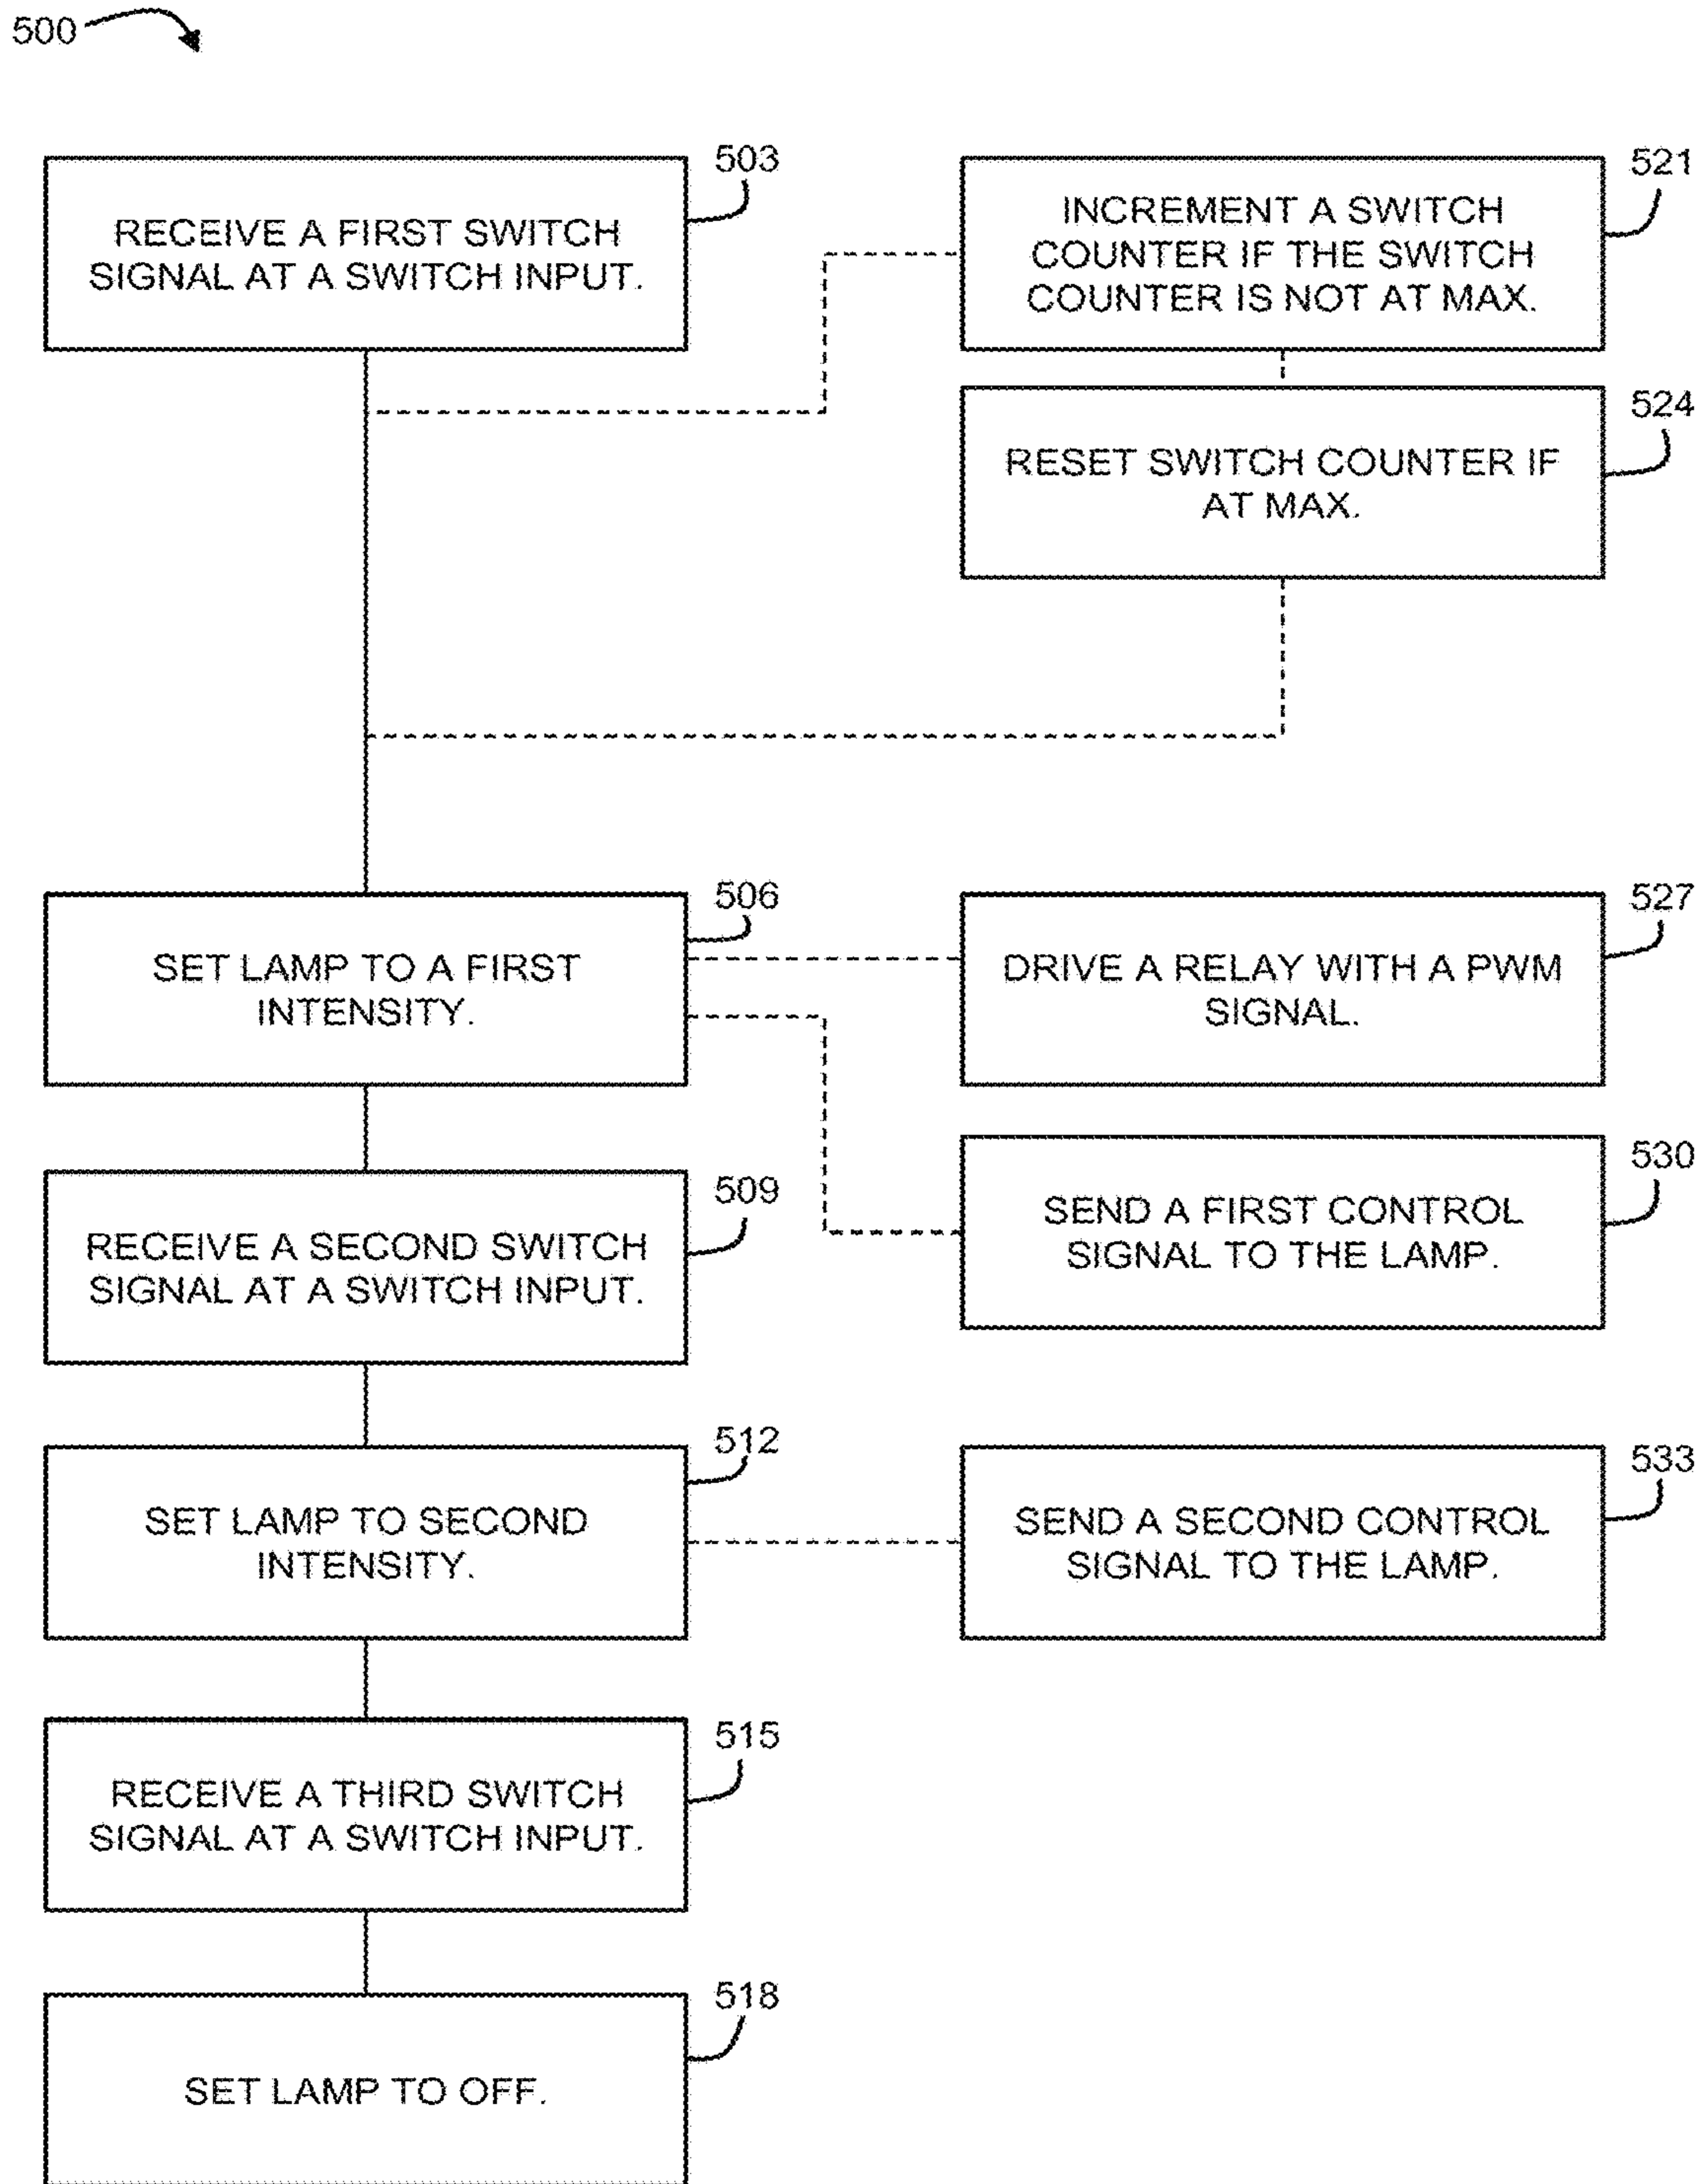 500
503
RECEIVE A FIRST SWITCH
SIGNAL AT A SWITCH INPUT.
521
INCREMENT A SWITCH
COUNTER IF THE SWITCH
COUNTER IS NOT AT MAX.
524
RESET SWITCH COUNTER IF
AT MAX.
506
SET LAMP TO A FIRST
INTENSITY.
527
DRIVE A RELAY WITH A PWM
SIGNAL.
530
SEND A FIRST CONTROL
SIGNAL TO THE LAMP.
509
RECEIVE A SECOND SWITCH
SIGNAL AT A SWITCH INPUT.
512
SET LAMP TO SECOND
INTENSITY.
533
SEND A SECOND CONTROL
SIGNAL TO THE LAMP.
515
RECEIVE A THIRD SWITCH
SIGNAL AT A SWITCH INPUT.
518
SET LAMP TO OFF.